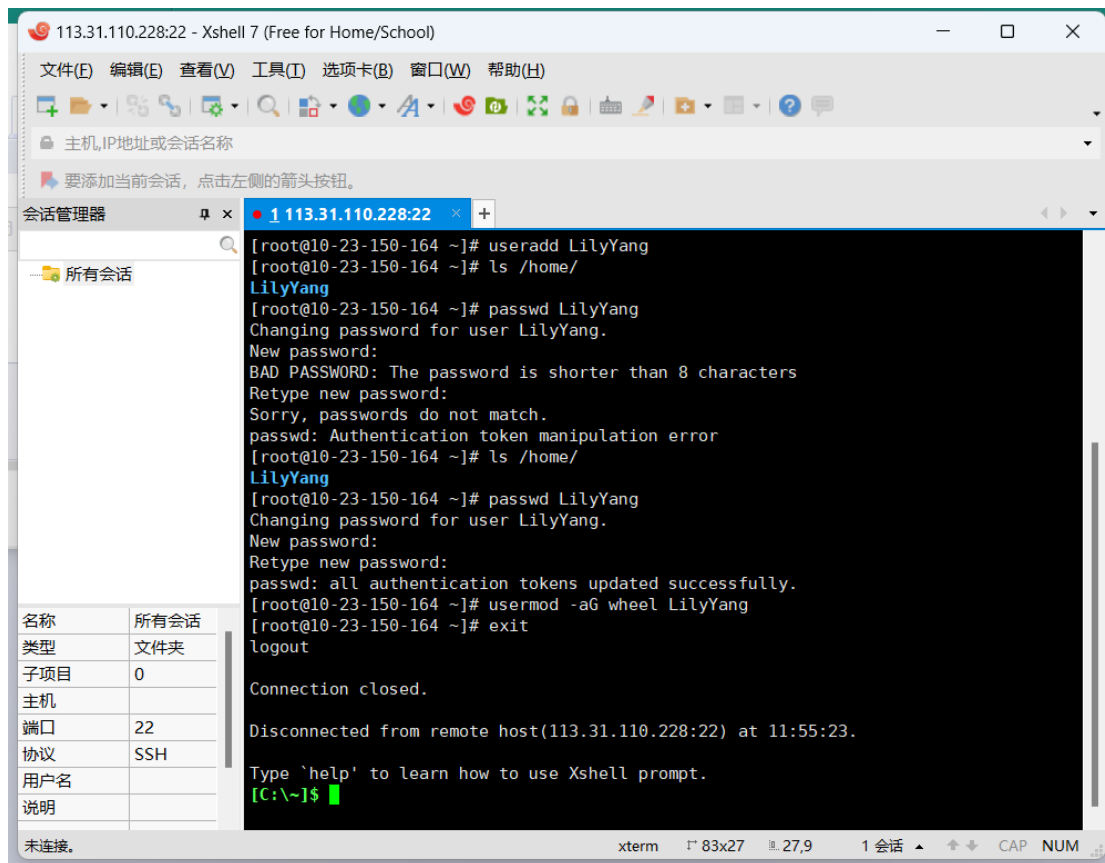 113.31.110.228:22 - Xshell 7 (Free for Home/School)
文件(F) 编辑(E) 查看(V) 工具(T) 选项卡(B) 窗口(W) 帮助(H)
主机,IP地址或会话名称
要添加当前会话，点击左侧的箭头按钮。
会话管理器
1 113.31.110.228:22
所有会话
[root@10-23-150-164 ~]# useradd LilyYang
[root@10-23-150-164 ~]# ls /home/
LilyYang
[root@10-23-150-164 ~]# passwd LilyYang
Changing password for user LilyYang.
New password:
BAD PASSWORD: The password is shorter than 8 characters
Retype new password:
Sorry, passwords do not match.
passwd: Authentication token manipulation error
[root@10-23-150-164 ~]# ls /home/
LilyYang
[root@10-23-150-164 ~]# passwd LilyYang
Changing password for user LilyYang.
New password:
Retype new password:
passwd: all authentication tokens updated successfully.
[root@10-23-150-164 ~]# usermod -aG wheel LilyYang
[root@10-23-150-164 ~]# exit
logout
Connection closed.
Disconnected from remote host(113.31.110.228:22) at 11:55:23.
Type `help' to learn how to use Xshell prompt.
[C:\~]$
名称 所有会话
类型 文件夹
子项目 0
主机
端口 22
协议 SSH
用户名
说明
未连接。 xterm 83x27 27,9 1 会话 CAP NUM